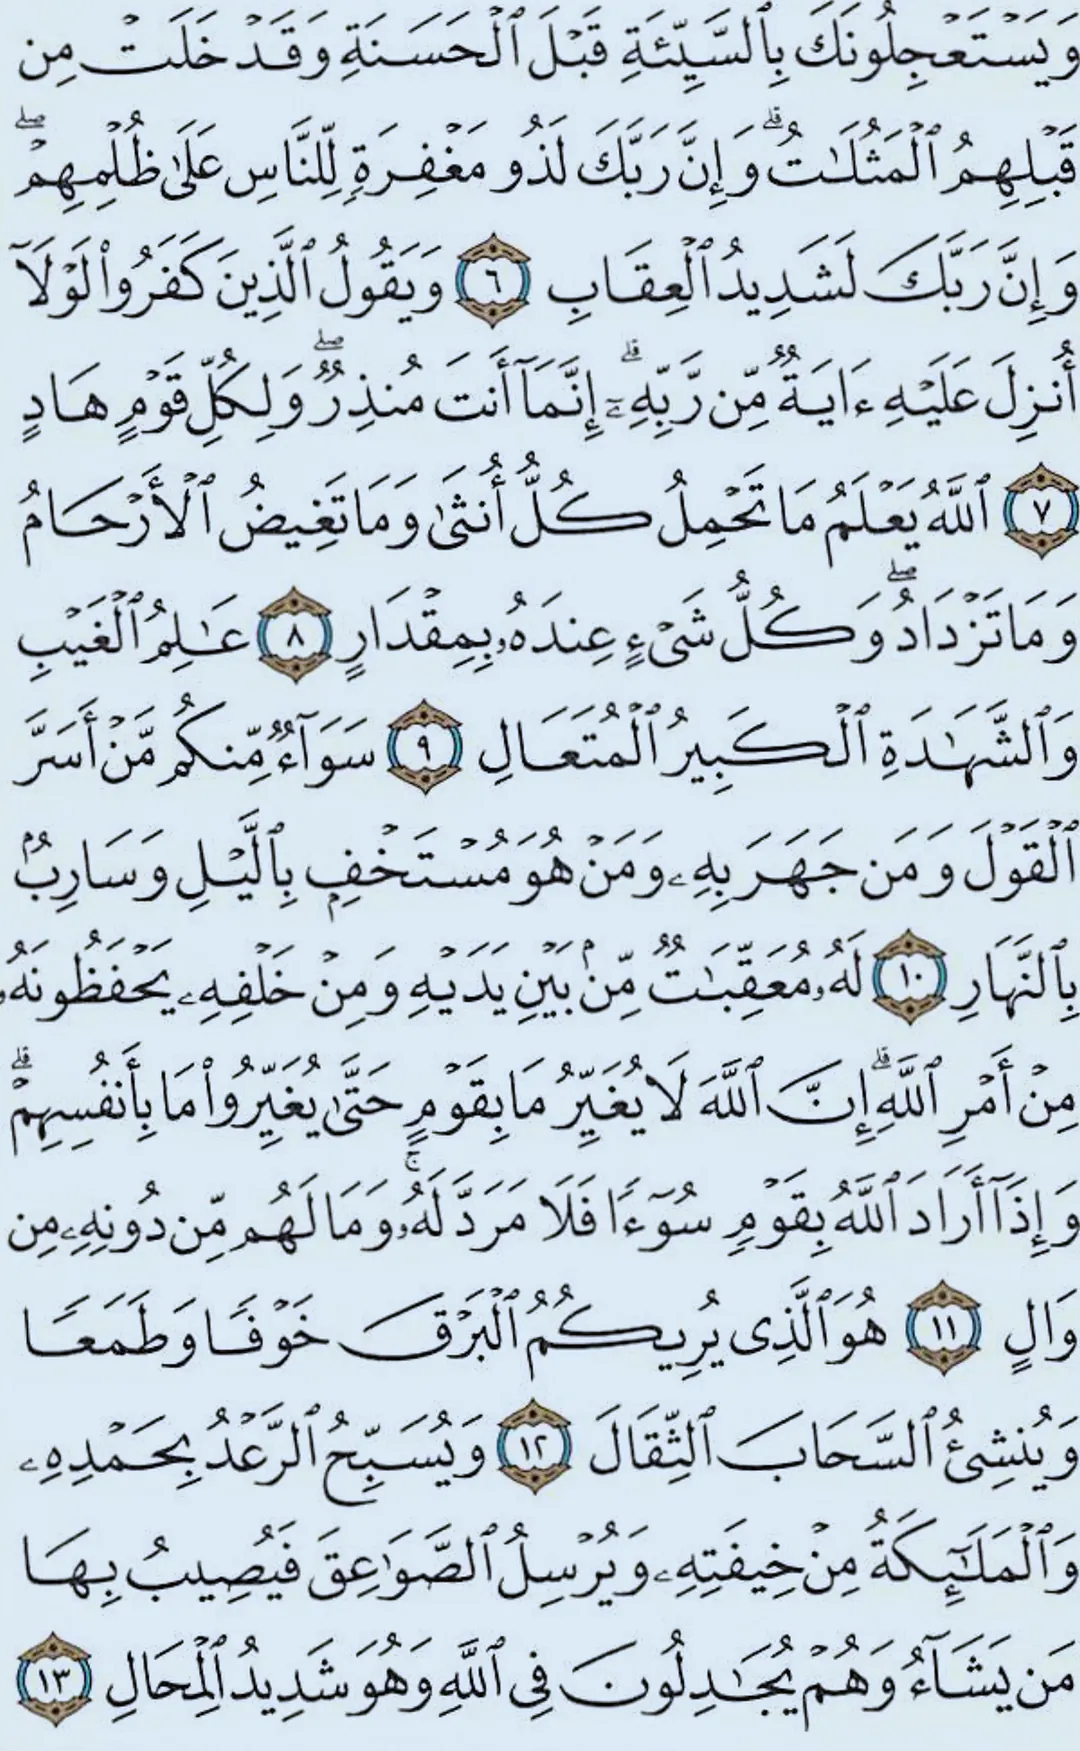 وَيَسْتَعْجِلُونَكَ بِٱلسَّيِّئَةِ قَبْلَ ٱلْحَسَنَةِ وَقَدْ خَلَتْ مِن
قَبْلِهِمُ ٱلْمَثُلَٰتُ ۗ وَإِنَّ رَبَّكَ لَذُو مَغْفِرَةٍ لِّلنَّاسِ عَلَىٰ ظُلْمِهِمْ ۖ
وَإِنَّ رَبَّكَ لَشَدِيدُ ٱلْعِقَابِ ٦ وَيَقُولُ ٱلَّذِينَ كَفَرُوا۟ لَوْلَآ
أُنزِلَ عَلَيْهِ ءَايَةٌ مِّن رَّبِّهِۦٓ ۗ إِنَّمَآ أَنتَ مُنذِرٌ ۖ وَلِكُلِّ قَوْمٍ هَادٍ
٧ ٱللَّهُ يَعْلَمُ مَا تَحْمِلُ كُلُّ أُنثَىٰ وَمَا تَغِيضُ ٱلْأَرْحَامُ
وَمَا تَزْدَادُ ۖ وَكُلُّ شَىْءٍ عِندَهُۥ بِمِقْدَارٍ ٨ عَٰلِمُ ٱلْغَيْبِ
وَٱلشَّهَٰدَةِ ٱلْكَبِيرُ ٱلْمُتَعَالِ ٩ سَوَآءٌ مِّنكُم مَّنْ أَسَرَّ
ٱلْقَوْلَ وَمَن جَهَرَ بِهِۦ وَمَنْ هُوَ مُسْتَخْفٍۭ بِٱلَّيْلِ وَسَارِبٌۢ
بِٱلنَّهَارِ ١٠ لَهُۥ مُعَقِّبَٰتٌ مِّنۢ بَيْنِ يَدَيْهِ وَمِنْ خَلْفِهِۦ يَحْفَظُونَهُۥ
مِنْ أَمْرِ ٱللَّهِ ۗ إِنَّ ٱللَّهَ لَا يُغَيِّرُ مَا بِقَوْمٍ حَتَّىٰ يُغَيِّرُوا۟ مَا بِأَنفُسِهِمْ ۗ
وَإِذَآ أَرَادَ ٱللَّهُ بِقَوْمٍ سُوٓءًا فَلَا مَرَدَّ لَهُۥ ۚ وَمَا لَهُم مِّن دُونِهِۦ مِن
وَالٍ ١١ هُوَ ٱلَّذِى يُرِيكُمُ ٱلْبَرْقَ خَوْفًا وَطَمَعًا
وَيُنشِئُ ٱلسَّحَابَ ٱلثِّقَالَ ١٢ وَيُسَبِّحُ ٱلرَّعْدُ بِحَمْدِهِۦ
وَٱلْمَلَٰٓئِكَةُ مِنْ خِيفَتِهِۦ وَيُرْسِلُ ٱلصَّوَٰعِقَ فَيُصِيبُ بِهَا
مَن يَشَآءُ وَهُمْ يُجَٰدِلُونَ فِى ٱللَّهِ وَهُوَ شَدِيدُ ٱلْمِحَالِ ١٣